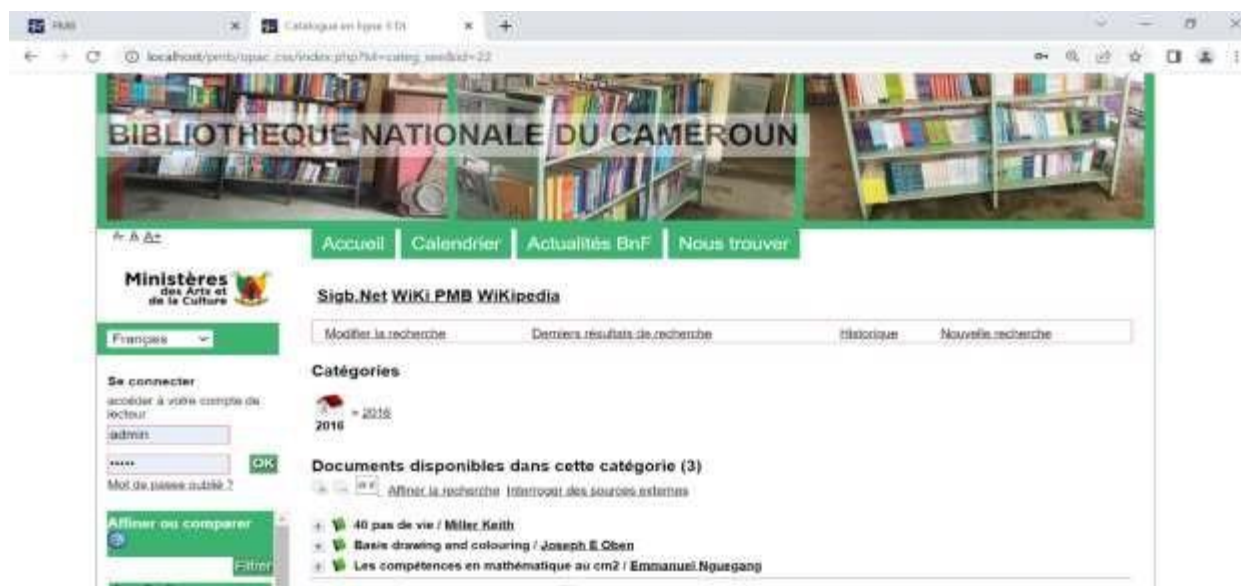 PMB
Catalogue en ligne
localhost/pmb/opac_css/index.php?lvl=categ_see&id=22
BIBLIOTHEQUE NATIONALE DU CAMEROUN
A- A A+
Accueil Calendrier Actualités BnF Nous trouver
Ministères
des Arts et
de la Culture
Sigb.Net WiKi PMB WiKipedia
Français
Modifier la recherche Derniers résultats de recherche Historique Nouvelle recherche
Se connecter
accéder à votre compte de
lecteur
admin
•••••
OK
Mot de passe oublié ?
Catégories
2016
> 2016
Documents disponibles dans cette catégorie (3)
Affiner la recherche Interroger des sources externes
Affiner ou comparer
Filtrer
40 pas de vie / Miller Keith
Basis drawing and colouring / Joseph E Oben
Les compétences en mathématique au cm2 / Emmanuel.Nguegang